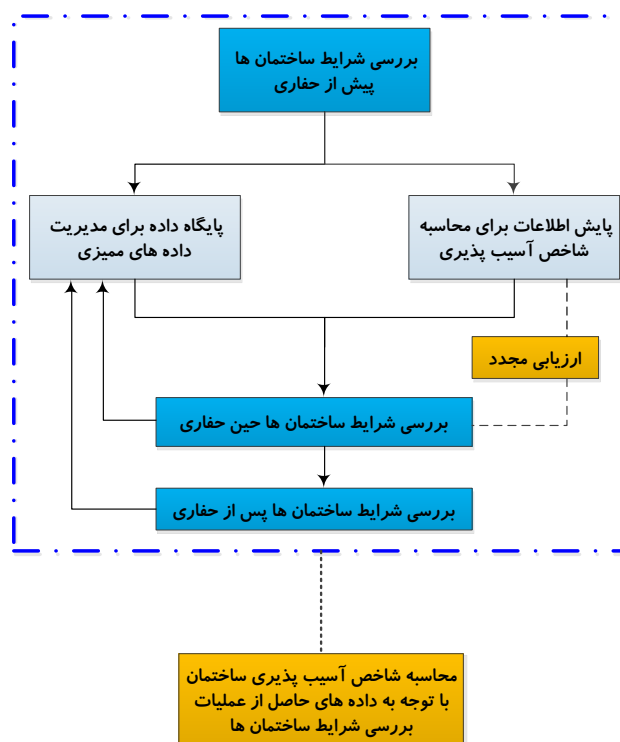 بررسی شرایط ساختمان ها
پیش از حفاری
پایش اطلاعات برای محاسبه
شاخص آسیب پذیری
پایگاه داده برای مدیریت
داده های ممیزی
ارزیابی مجدد
بررسی شرایط ساختمان ها حین حفاری
بررسی شرایط ساختمان ها پس از حفاری
محاسبه شاخص آسیب پذیری ساختمان
با توجه به داده های حاصل از عملیات
بررسی شرایط ساختمان ها